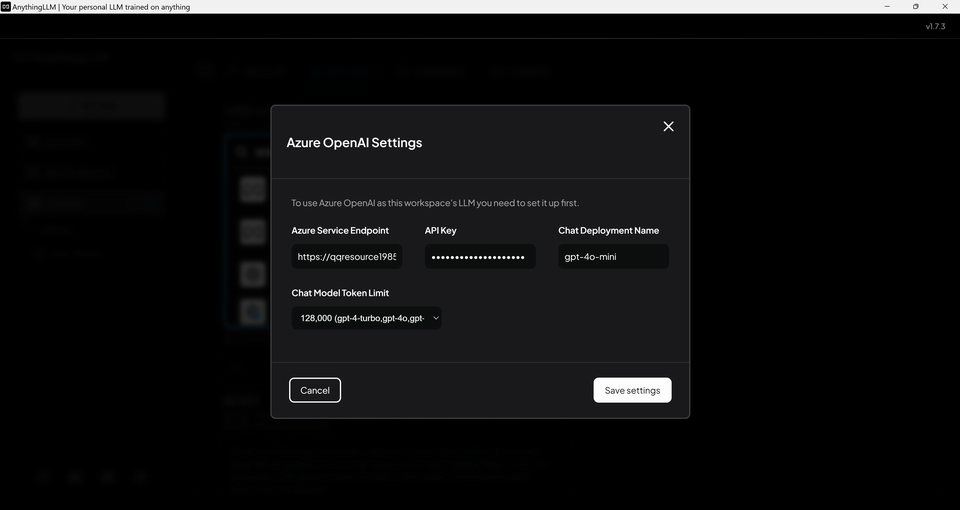 AnythingLLM | Your personal LLM trained on anything
v1.7.3
Azure OpenAI Settings
To use Azure OpenAI as this workspace's LLM you need to set it up first.
Azure Service Endpoint
API Key
Chat Deployment Name
https://qqresource1985
••••••••••••••••••••
gpt-4o-mini
Chat Model Token Limit
128,000 (gpt-4-turbo,gpt-4o,gpt-
Cancel
Save settings